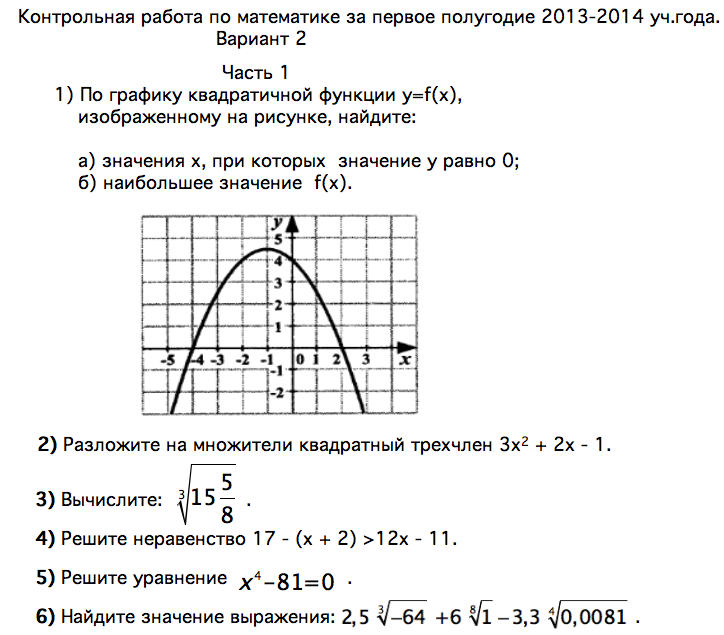 Контрольная работа по математике за первое полугодие 2013-2014 уч.года.
Вариант 2
Часть 1
1) По графику квадратичной функции y=f(x),
изображенному на рисунке, найдите:
а) значения x, при которых значение y равно 0;
б) наибольшее значение f(x).
y
5
4
3
2
1
-5 -4 -3 -2 -1 0 1 2 3 x
-1
-2
2) Разложите на множители квадратный трехчлен 3x² + 2x - 1.
3) Вычислите: ∛(15 5/8) .
4) Решите неравенство 17 - (x + 2) >12x - 11.
5) Решите уравнение x⁴−81=0 .
6) Найдите значение выражения: 2,5 ∛−64 +6 ⁸√1 −3,3 ⁴√0,0081 .